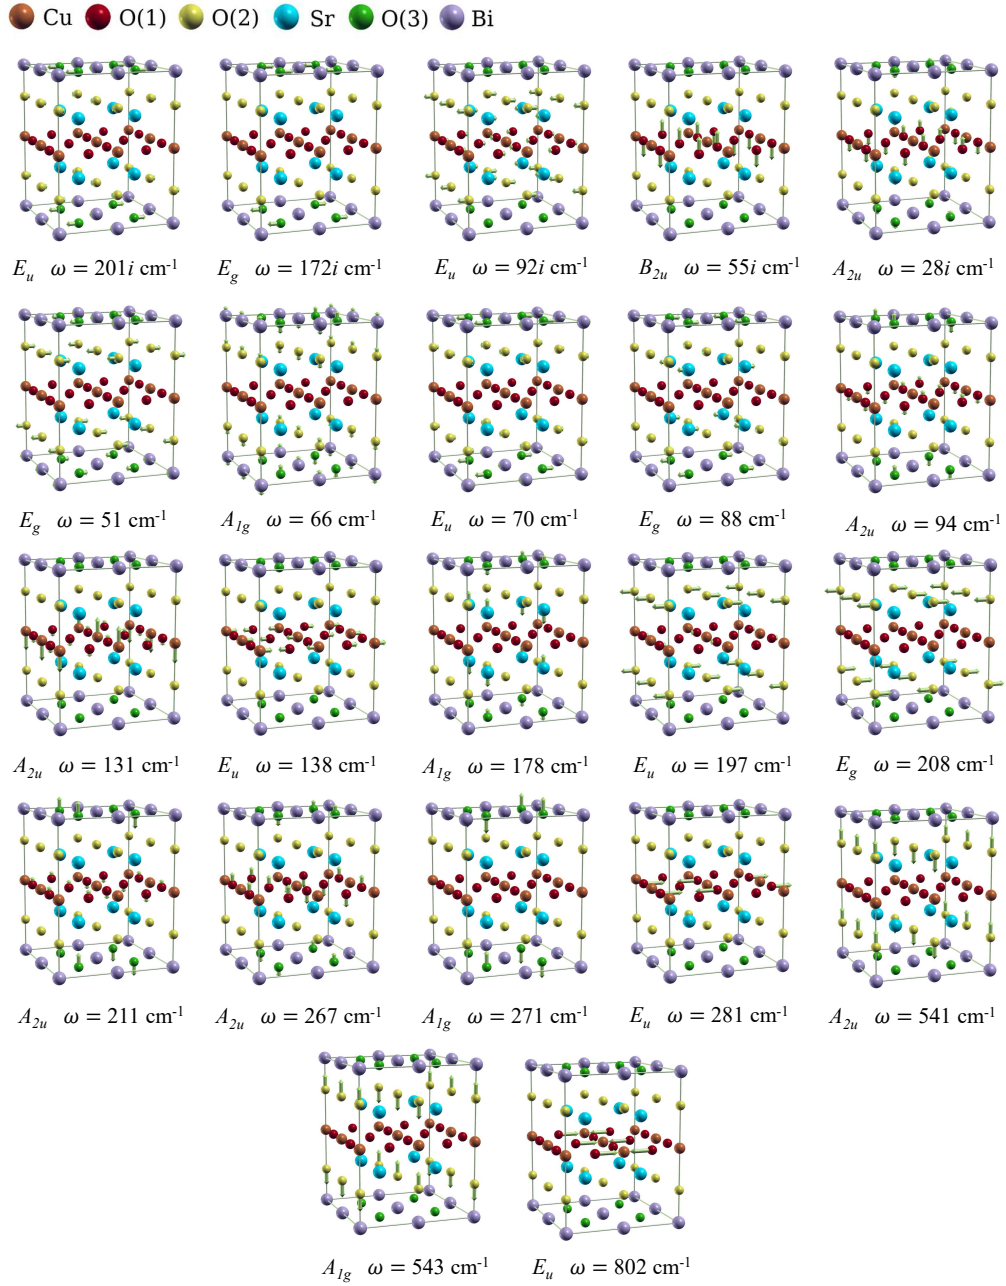 Cu O(1) O(2) Sr O(3) Bi
E_u ω = 201i cm⁻¹ E_g ω = 172i cm⁻¹ E_u ω = 92i cm⁻¹ B_2u ω = 55i cm⁻¹ A_2u ω = 28i cm⁻¹
E_g ω = 51 cm⁻¹ A_1g ω = 66 cm⁻¹ E_u ω = 70 cm⁻¹ E_g ω = 88 cm⁻¹ A_2u ω = 94 cm⁻¹
A_2u ω = 131 cm⁻¹ E_u ω = 138 cm⁻¹ A_1g ω = 178 cm⁻¹ E_u ω = 197 cm⁻¹ E_g ω = 208 cm⁻¹
A_2u ω = 211 cm⁻¹ A_2u ω = 267 cm⁻¹ A_1g ω = 271 cm⁻¹ E_u ω = 281 cm⁻¹ A_2u ω = 541 cm⁻¹
A_1g ω = 543 cm⁻¹ E_u ω = 802 cm⁻¹